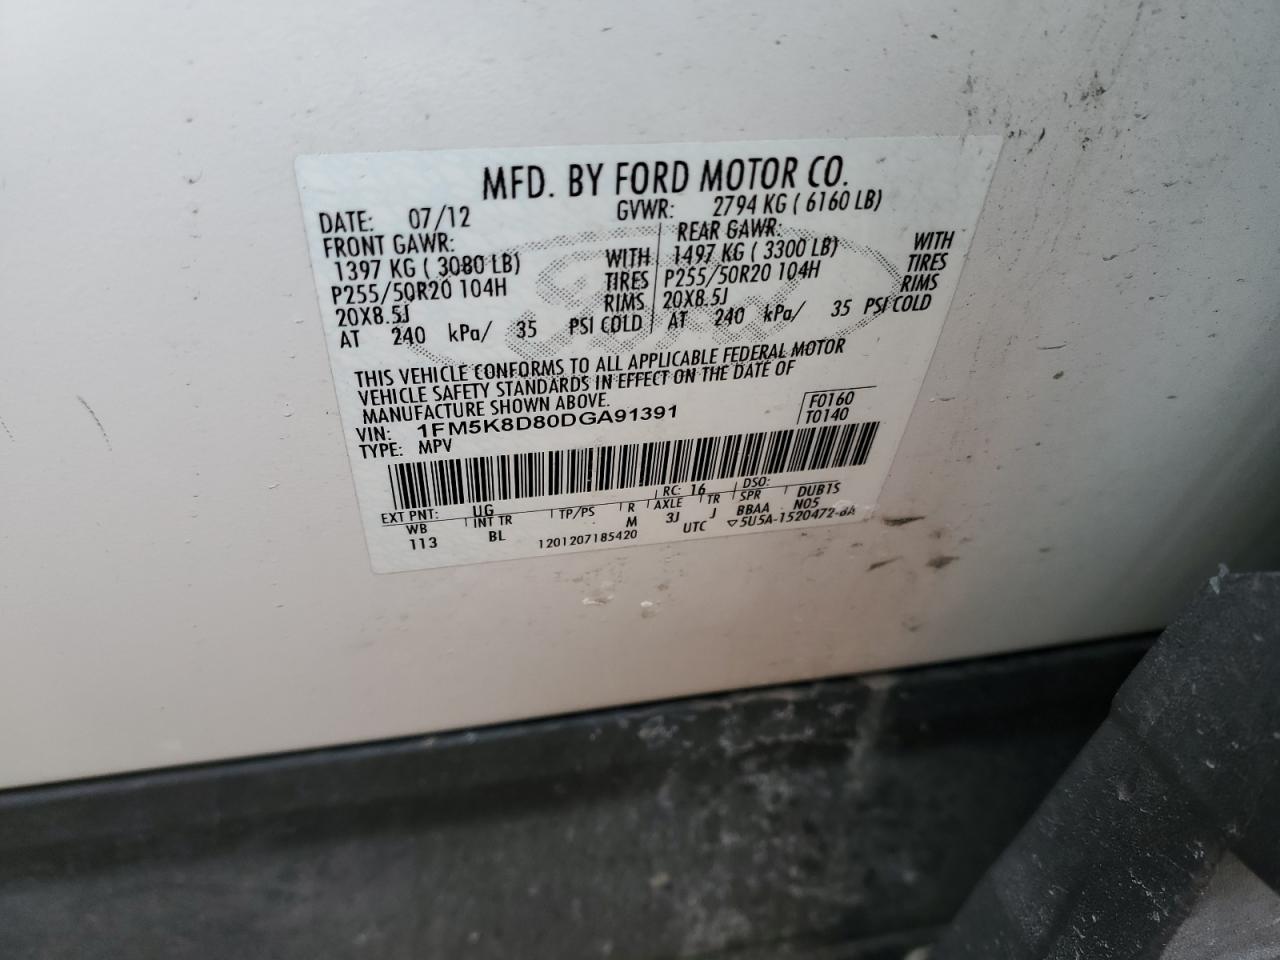 MFD. BY FORD MOTOR CO.
DATE: 07/12 GVWR: 2794 KG ( 6160 LB)
FRONT GAWR: REAR GAWR:
1397 KG ( 3080 LB) WITH 1497 KG ( 3300 LB) WITH
P255/50R20 104H TIRES P255/50R20 104H TIRES
20X8.5J RIMS 20X8.5J RIMS
AT 240 kPa/ 35 PSI COLD AT 240 kPa/ 35 PSI COLD
THIS VEHICLE CONFORMS TO ALL APPLICABLE FEDERAL MOTOR
VEHICLE SAFETY STANDARDS IN EFFECT ON THE DATE OF
MANUFACTURE SHOWN ABOVE.
VIN: 1FM5K8D80DGA91391 F0160
TYPE: MPV T0140
EXT PNT: UG RC: 16 DSO:
WB INT TR TP/PS R AXLE TR SPR DUBTS
113 BL M 3J J BBAA N05
1201207185420 UTC ▽5U5A-1520472-BA